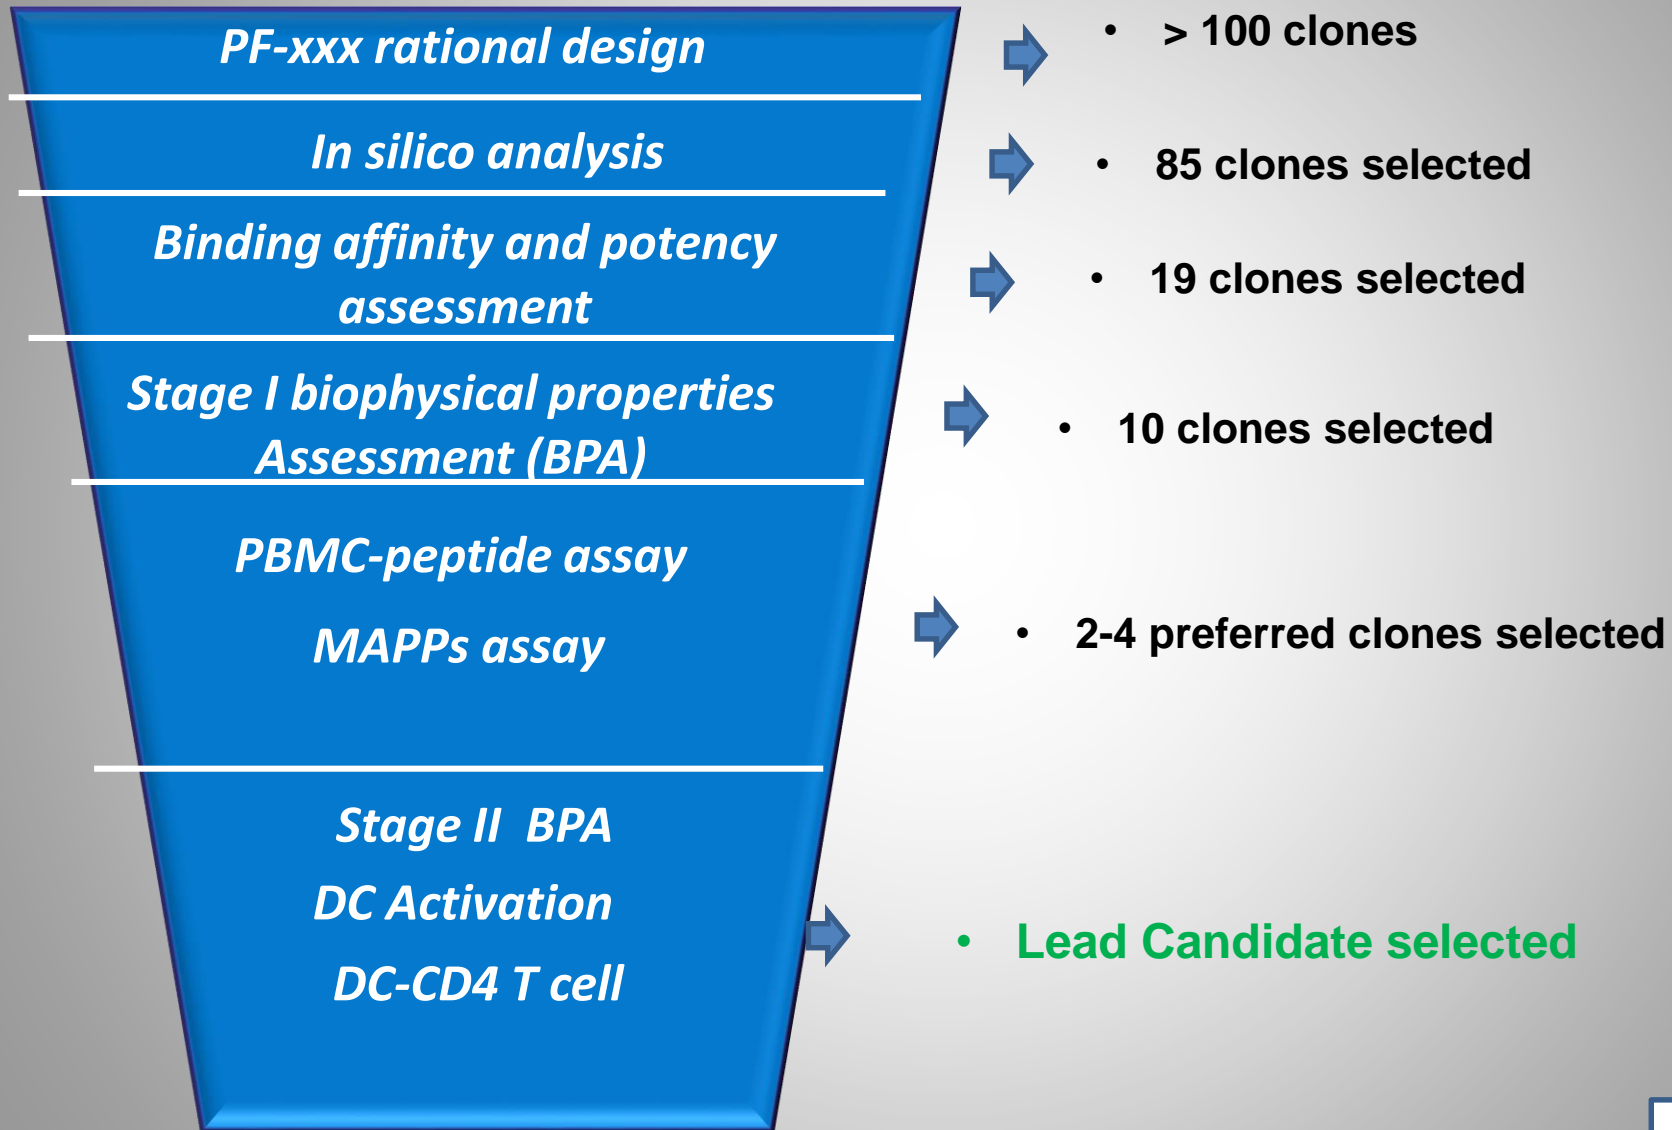 PF-xxx rational design
• > 100 clones
In silico analysis
• 85 clones selected
Binding affinity and potency
assessment
• 19 clones selected
Stage I biophysical properties
Assessment (BPA)
• 10 clones selected
PBMC-peptide assay
MAPPs assay
• 2-4 preferred clones selected
Stage II BPA
DC Activation
DC-CD4 T cell
• Lead Candidate selected